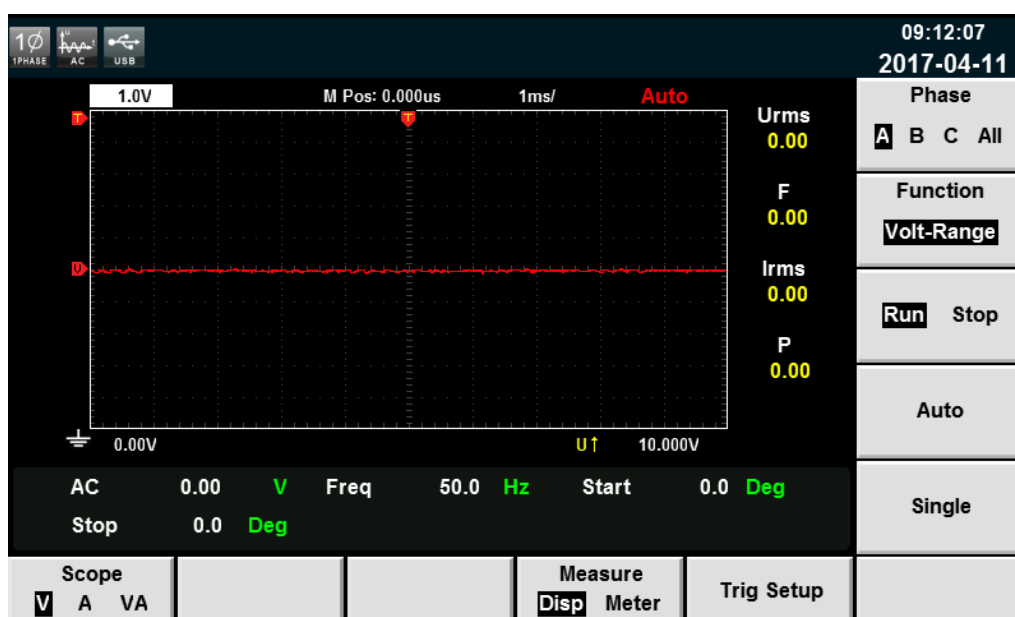 1Ø
1PHASE
U
AC
USB
09:12:07
2017-04-11
1.0V M Pos: 0.000us 1ms/ Auto
T
T
U
0.00V U↑ 10.000V
Urms
0.00
F
0.00
Irms
0.00
P
0.00
AC 0.00 V Freq 50.0 Hz Start 0.0 Deg
Stop 0.0 Deg
Phase
A B C All
Function
Volt-Range
Run Stop
Auto
Single
Scope
V A VA
Measure
Disp Meter
Trig Setup